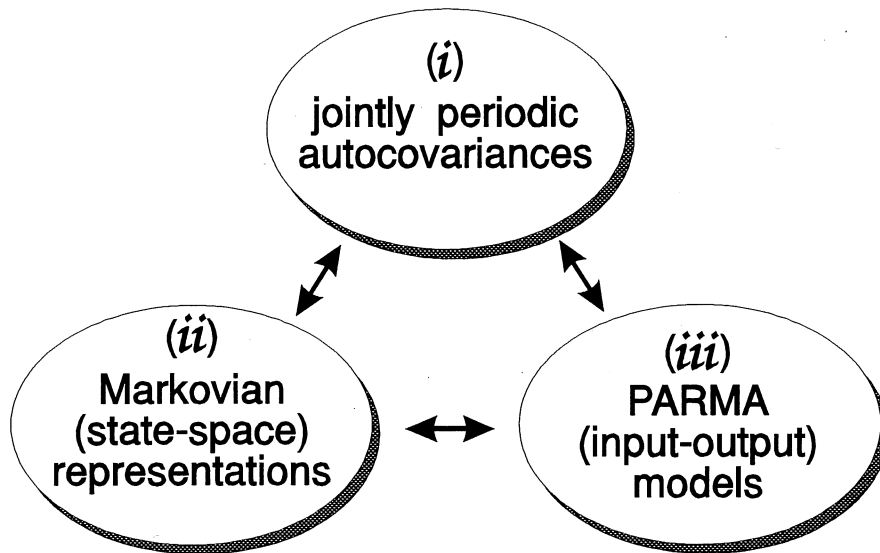 (i)
jointly periodic
autocovariances
(ii)
Markovian
(state-space)
representations
(iii)
PARMA
(input-output)
models